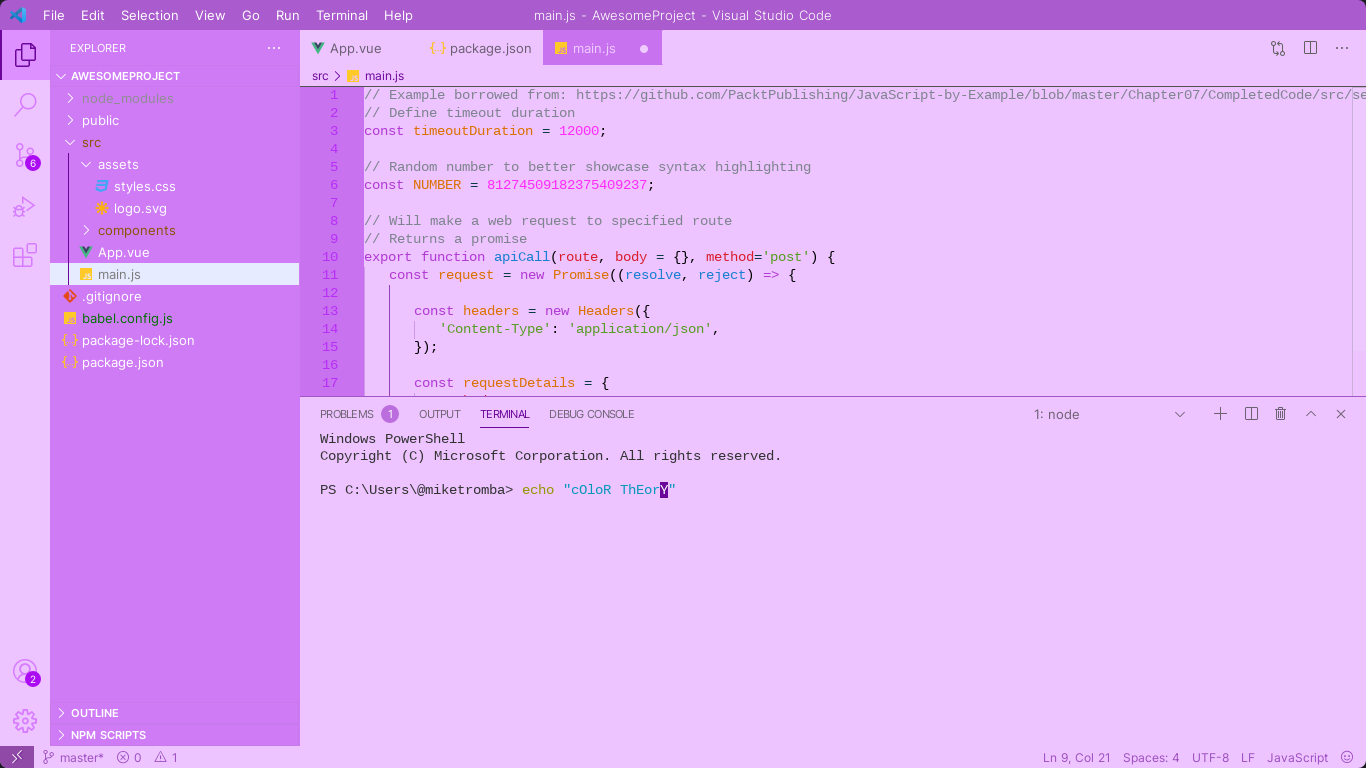 File Edit Selection View Go Run Terminal Help main.js - AwesomeProject - Visual Studio Code
EXPLORER
AWESOMEPROJECT
node_modules
public
src
assets
styles.css
logo.svg
components
App.vue
main.js
.gitignore
babel.config.js
package-lock.json
package.json
OUTLINE
NPM SCRIPTS
6
2
App.vue {..} package.json main.js
src main.js
1 // Example borrowed from: https://github.com/PacktPublishing/JavaScript-by-Example/blob/master/Chapter07/CompletedCode/src/se
2 // Define timeout duration
3 const timeoutDuration = 12000;
4
5 // Random number to better showcase syntax highlighting
6 const NUMBER = 81274509182375409237;
7
8 // Will make a web request to specified route
9 // Returns a promise
10 export function apiCall(route, body = {}, method='post') {
11 const request = new Promise((resolve, reject) => {
12
13 const headers = new Headers({
14 'Content-Type': 'application/json',
15 });
16
17 const requestDetails = {
PROBLEMS 1 OUTPUT TERMINAL DEBUG CONSOLE 1: node
Windows PowerShell
Copyright (C) Microsoft Corporation. All rights reserved.
PS C:\Users\@miketromba> echo "cOloR ThEorY"
master* 0 1 Ln 9, Col 21 Spaces: 4 UTF-8 LF JavaScript